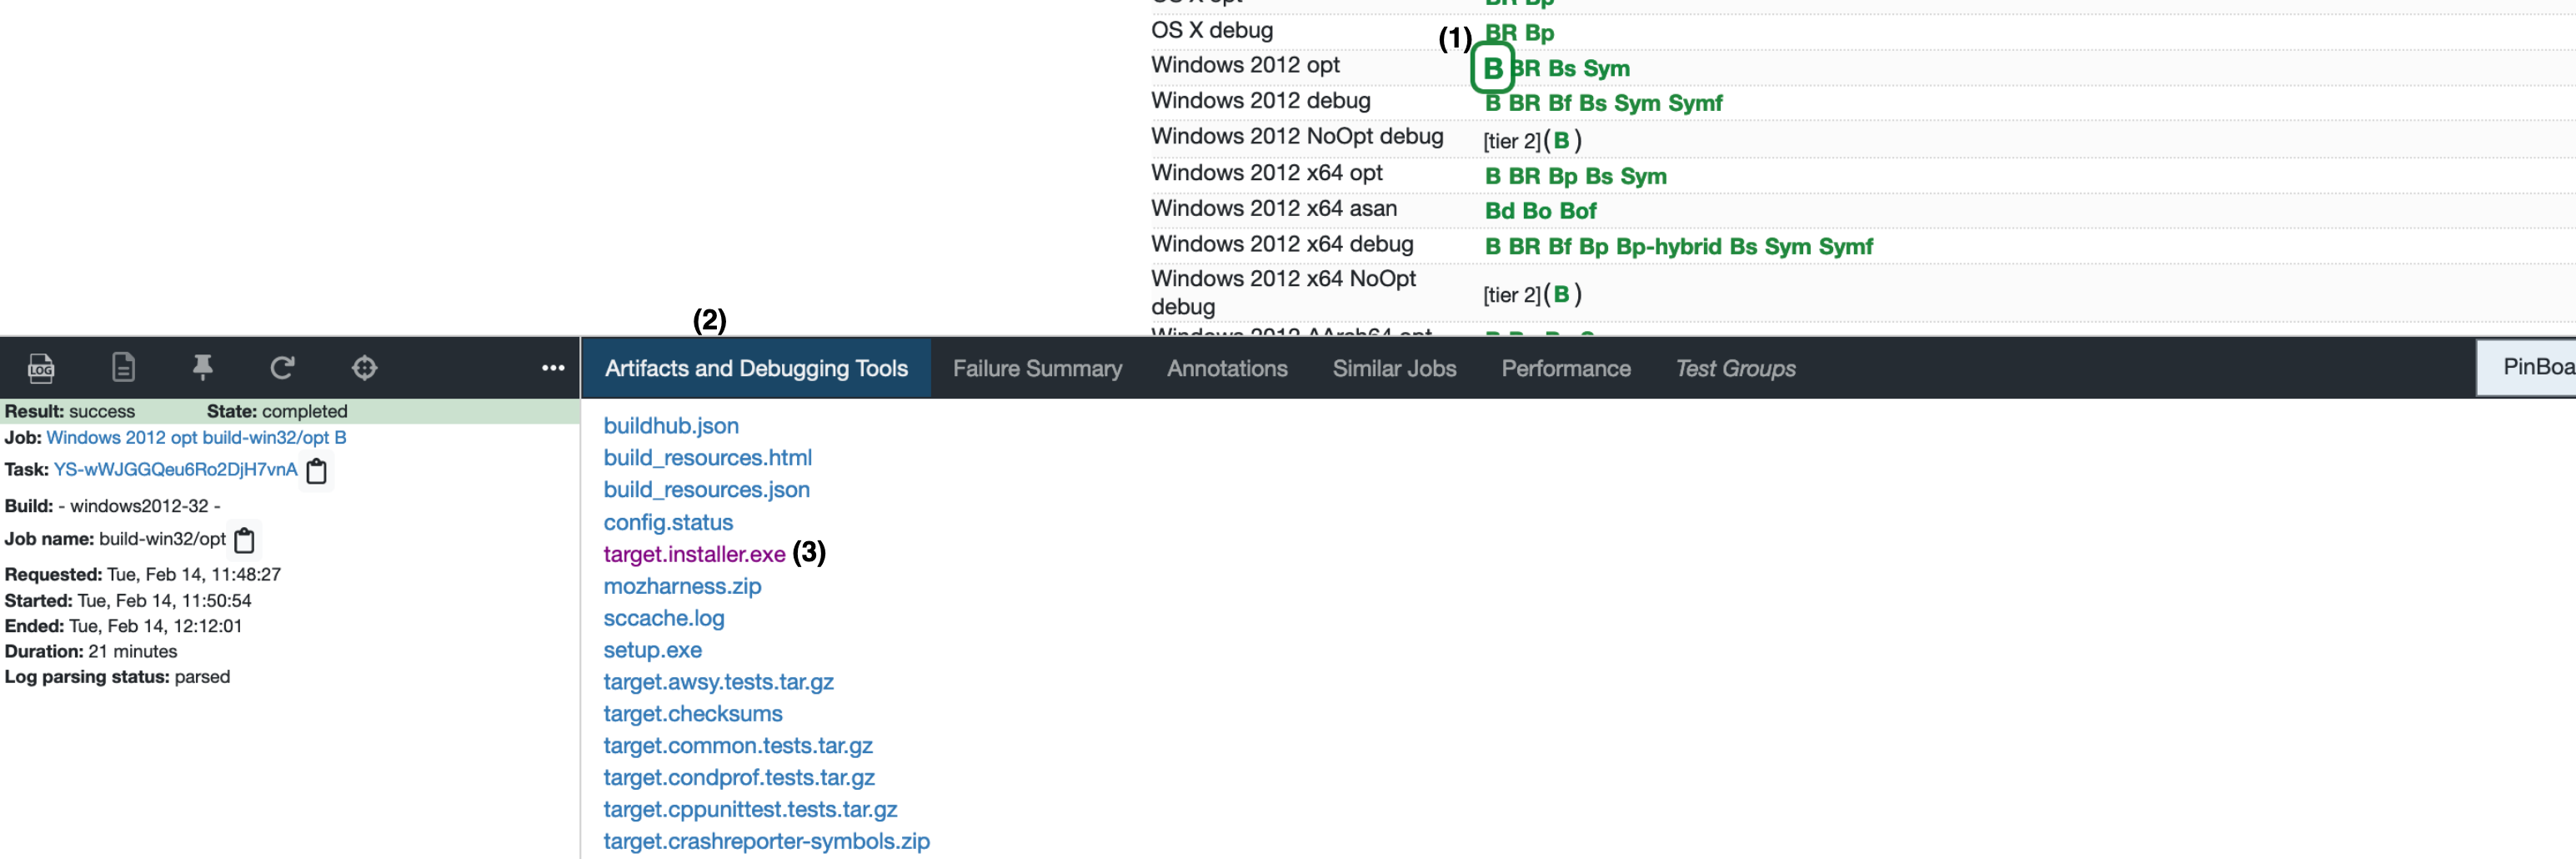 OS X opt BR Bp
OS X debug BR Bp
(1)
Windows 2012 opt B BR Bs Sym
Windows 2012 debug B BR Bf Bs Sym Symf
Windows 2012 NoOpt debug [tier 2](B)
Windows 2012 x64 opt B BR Bp Bs Sym
Windows 2012 x64 asan Bd Bo Bof
Windows 2012 x64 debug B BR Bf Bp Bp-hybrid Bs Sym Symf
Windows 2012 x64 NoOpt
debug [tier 2](B)
Windows 2012 AArch64 opt
(2)
LOG ... Artifacts and Debugging Tools Failure Summary Annotations Similar Jobs Performance Test Groups PinBoa
Result: success State: completed
Job: Windows 2012 opt build-win32/opt B
Task: YS-wWJGGQeu6Ro2DjH7vnA
Build: - windows2012-32 -
Job name: build-win32/opt
Requested: Tue, Feb 14, 11:48:27
Started: Tue, Feb 14, 11:50:54
Ended: Tue, Feb 14, 12:12:01
Duration: 21 minutes
Log parsing status: parsed
buildhub.json
build_resources.html
build_resources.json
config.status
target.installer.exe (3)
mozharness.zip
sccache.log
setup.exe
target.awsy.tests.tar.gz
target.checksums
target.common.tests.tar.gz
target.condprof.tests.tar.gz
target.cppunittest.tests.tar.gz
target.crashreporter-symbols.zip